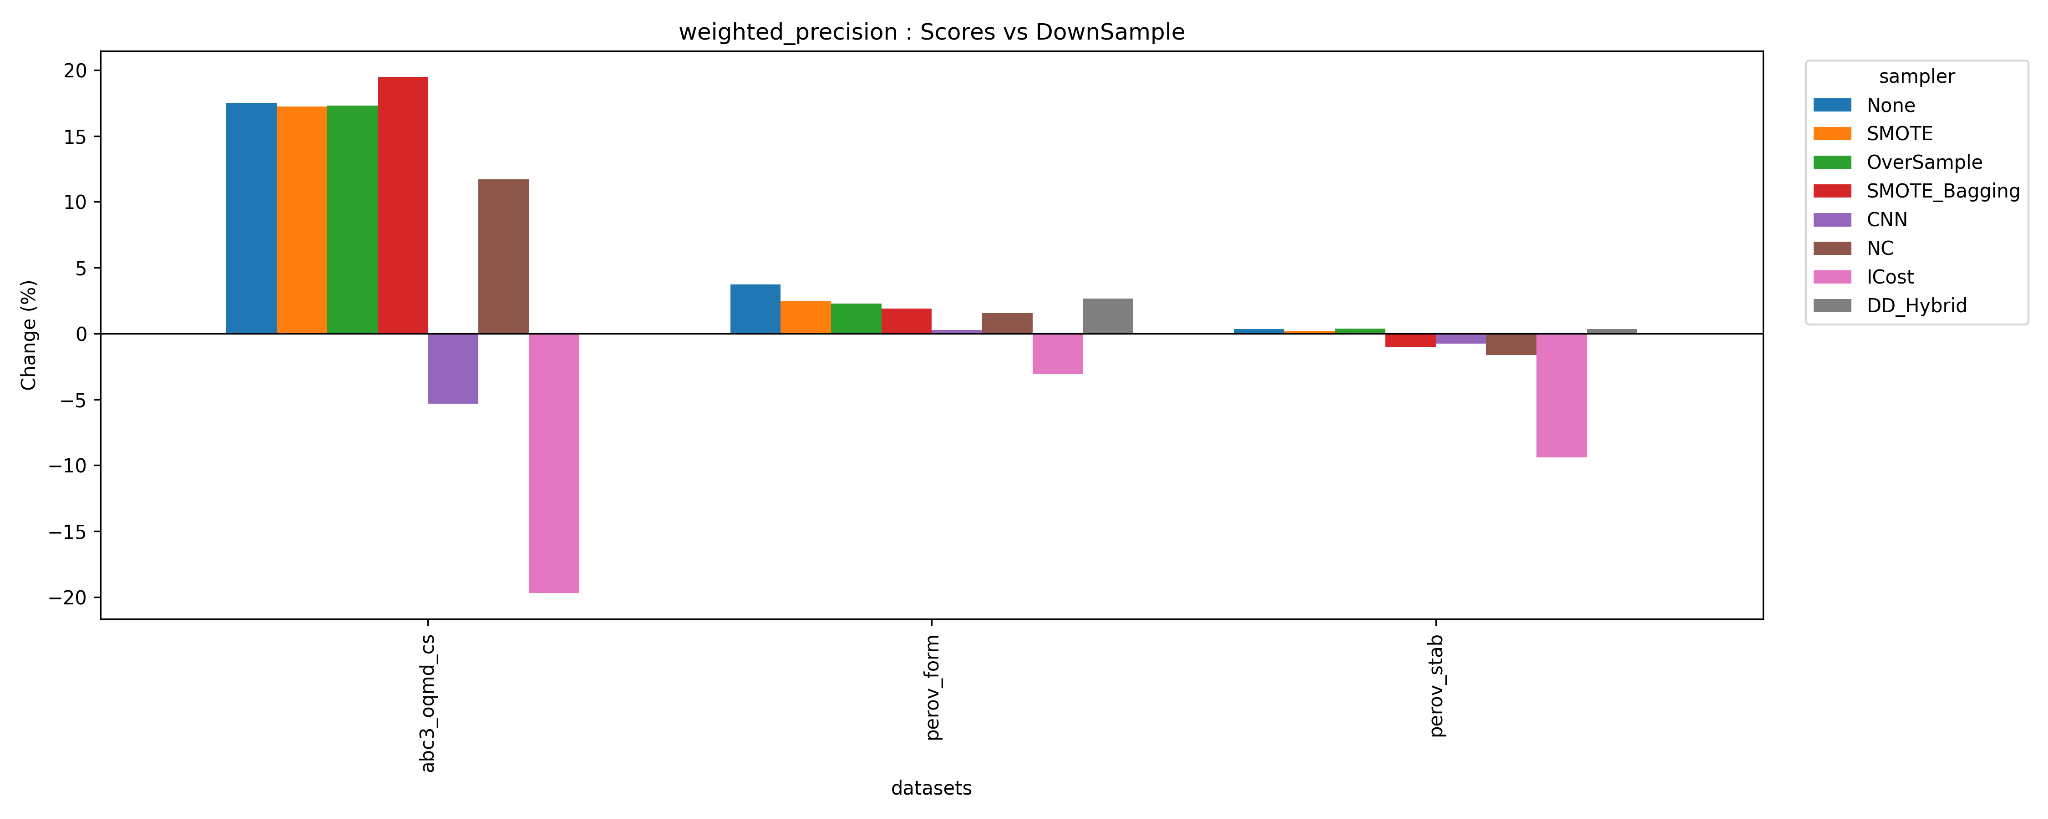 weighted_precision : Scores vs DownSample
Change (%)
20
15
10
5
0
−5
−10
−15
−20
abc3_oqmd_cs
perov_form
perov_stab
datasets
sampler
None
SMOTE
OverSample
SMOTE_Bagging
CNN
NC
ICost
DD_Hybrid